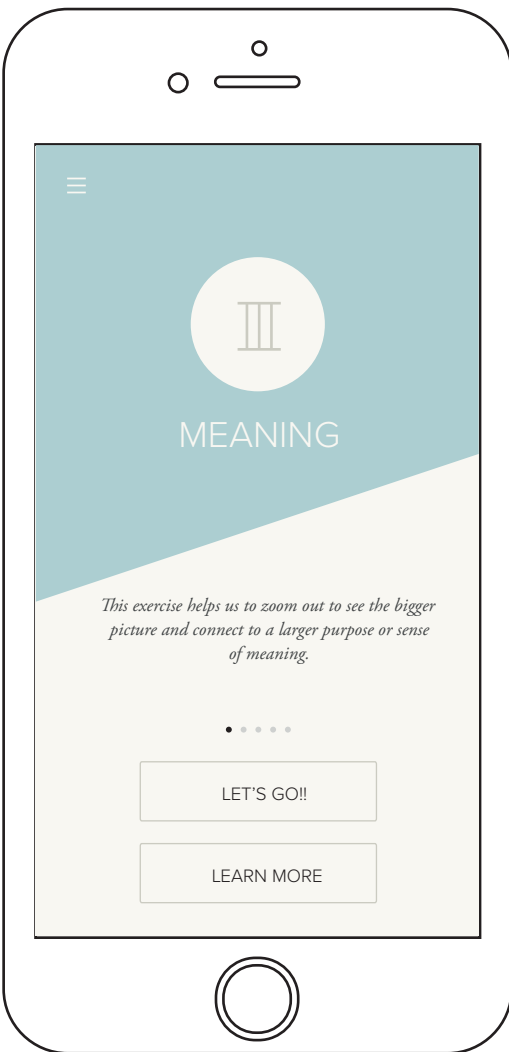 III
MEANING
This exercise helps us to zoom out to see the bigger
picture and connect to a larger purpose or sense
of meaning.
LET’S GO!!
LEARN MORE